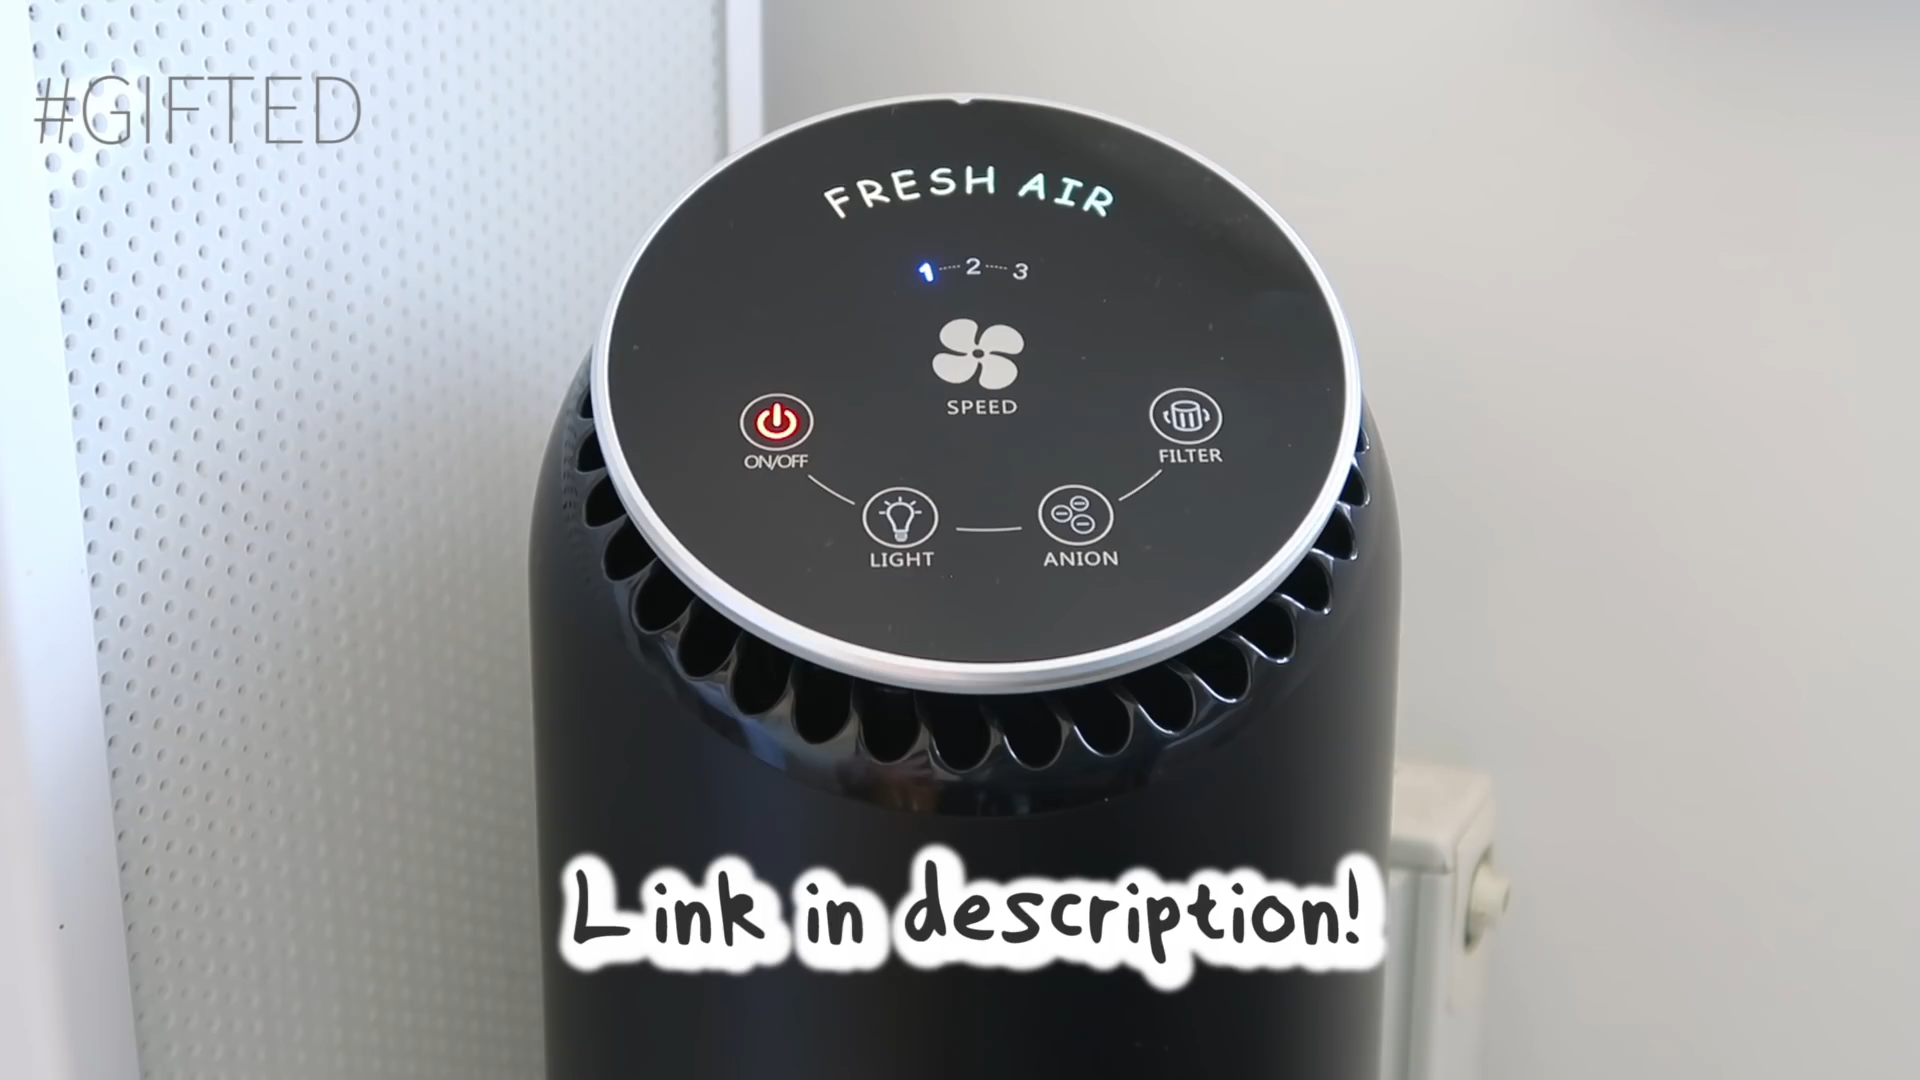 #GIFTED
FRESH AIR
1 2 3
SPEED
ON/OFF
FILTER
LIGHT
ANION
Link in description!